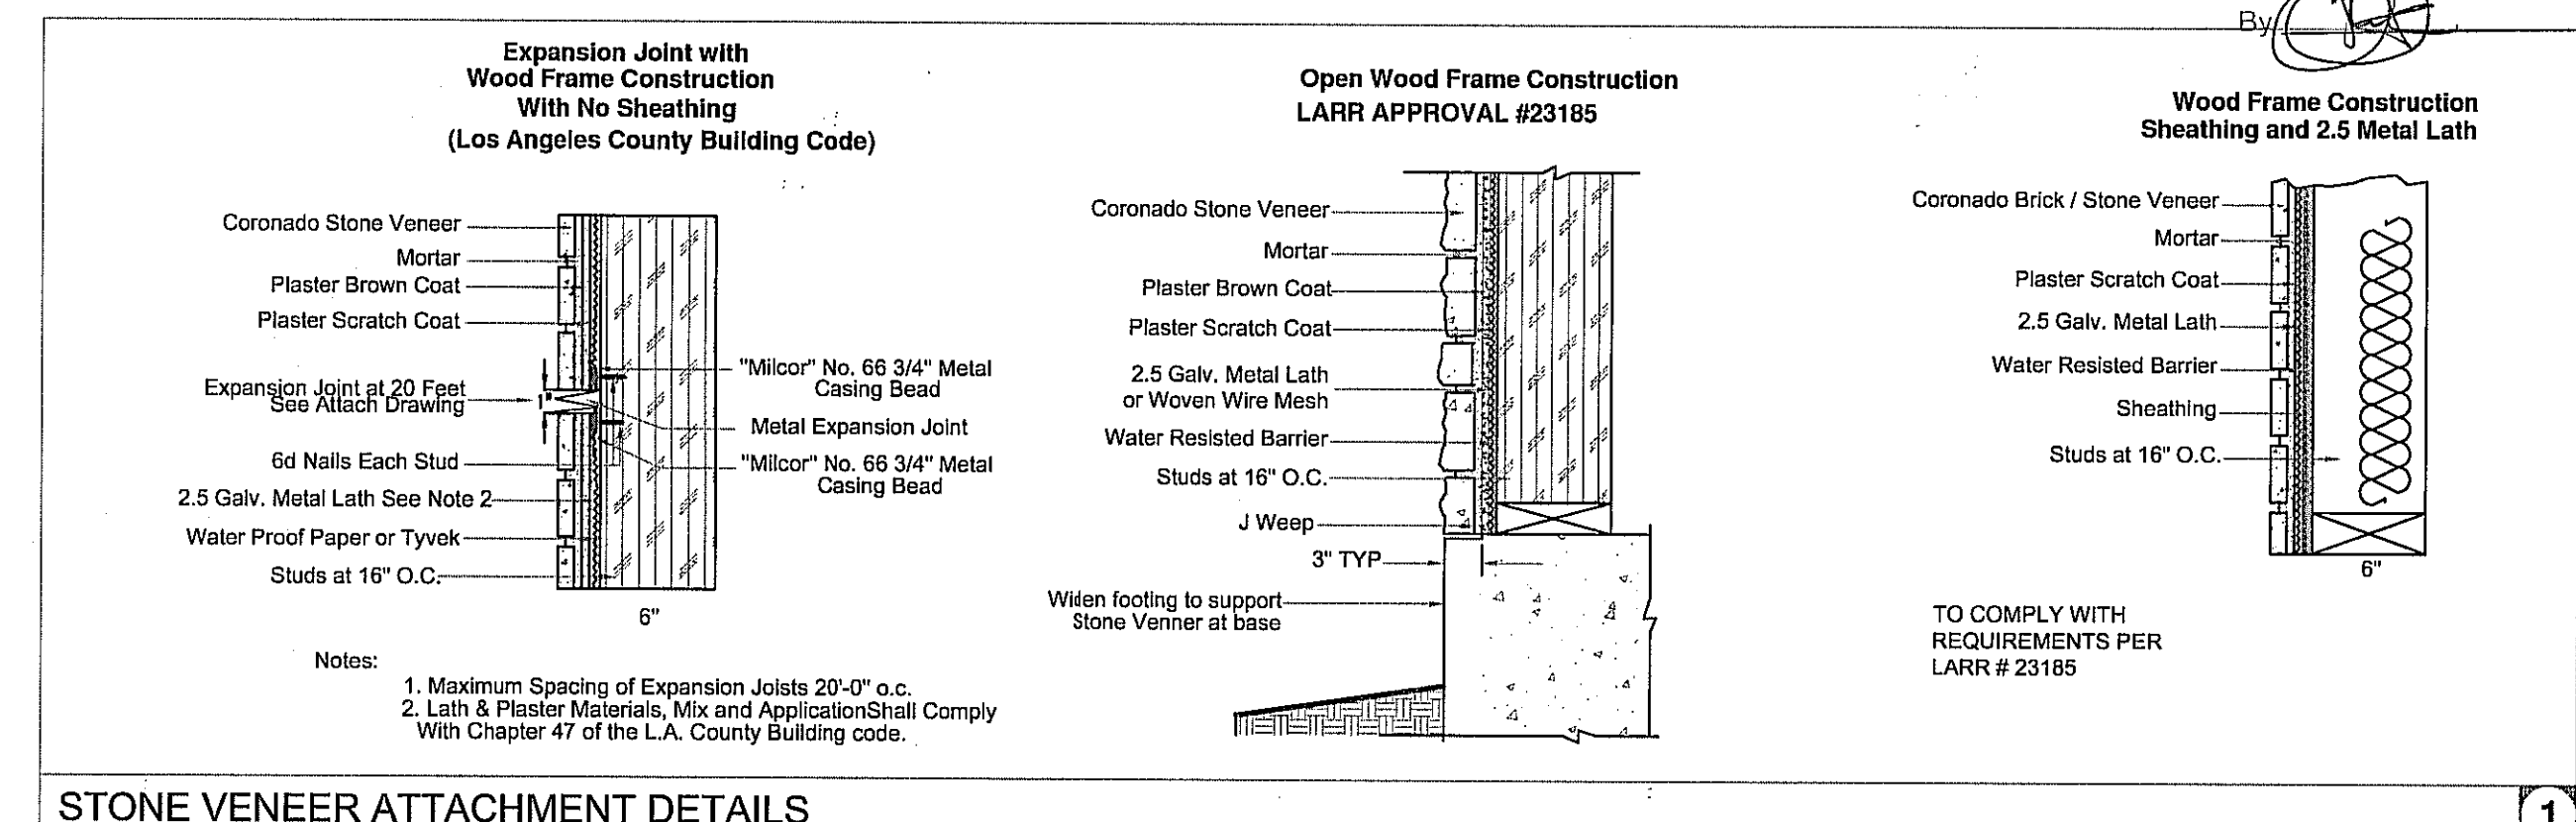 By
Expansion Joint with
Wood Frame Construction
With No Sheathing
(Los Angeles County Building Code)
Coronado Stone Veneer
Mortar
Plaster Brown Coat
Plaster Scratch Coat
Expansion Joint at 20 Feet
See Attach Drawing
1"
6d Nails Each Stud
2.5 Galv. Metal Lath See Note 2
Water Proof Paper or Tyvek
Studs at 16" O.C.
"Milcor" No. 66 3/4" Metal
Casing Bead
Metal Expansion Joint
"Milcor" No. 66 3/4" Metal
Casing Bead
6"
Notes:
1. Maximum Spacing of Expansion Joists 20'-0" o.c.
2. Lath & Plaster Materials, Mix and ApplicationShall Comply
With Chapter 47 of the L.A. County Building code.
Open Wood Frame Construction
LARR APPROVAL #23185
Coronado Stone Veneer
Mortar
Plaster Brown Coat
Plaster Scratch Coat
2.5 Galv. Metal Lath
or Woven Wire Mesh
Water Resisted Barrier
Studs at 16" O.C.
J Weep
3" TYP
Widen footing to support
Stone Venner at base
Wood Frame Construction
Sheathing and 2.5 Metal Lath
Coronado Brick / Stone Veneer
Mortar
Plaster Scratch Coat
2.5 Galv. Metal Lath
Water Resisted Barrier
Sheathing
Studs at 16" O.C.
6"
TO COMPLY WITH
REQUIREMENTS PER
LARR # 23185
STONE VENEER ATTACHMENT DETAILS
1